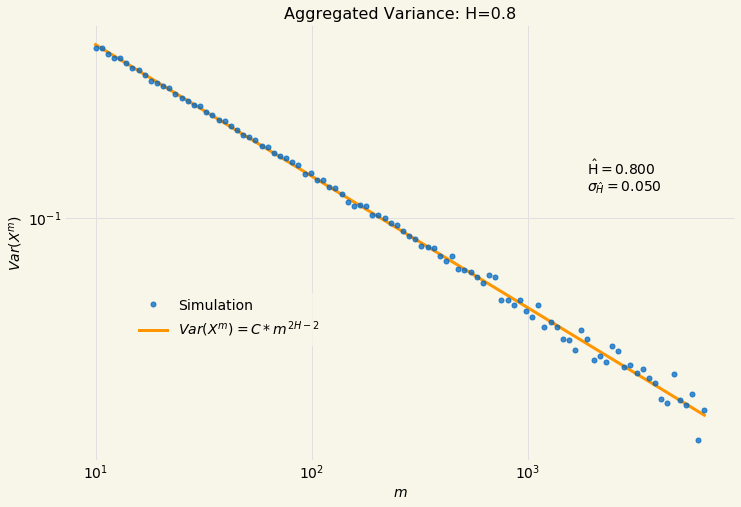 Aggregated Variance: H=0.8
Ĥ = 0.800
σ_Ĥ = 0.050
Var(X^m)
10^{-1}
Simulation
Var(X^m) = C * m^{2H−2}
10^1 10^2 10^3
m